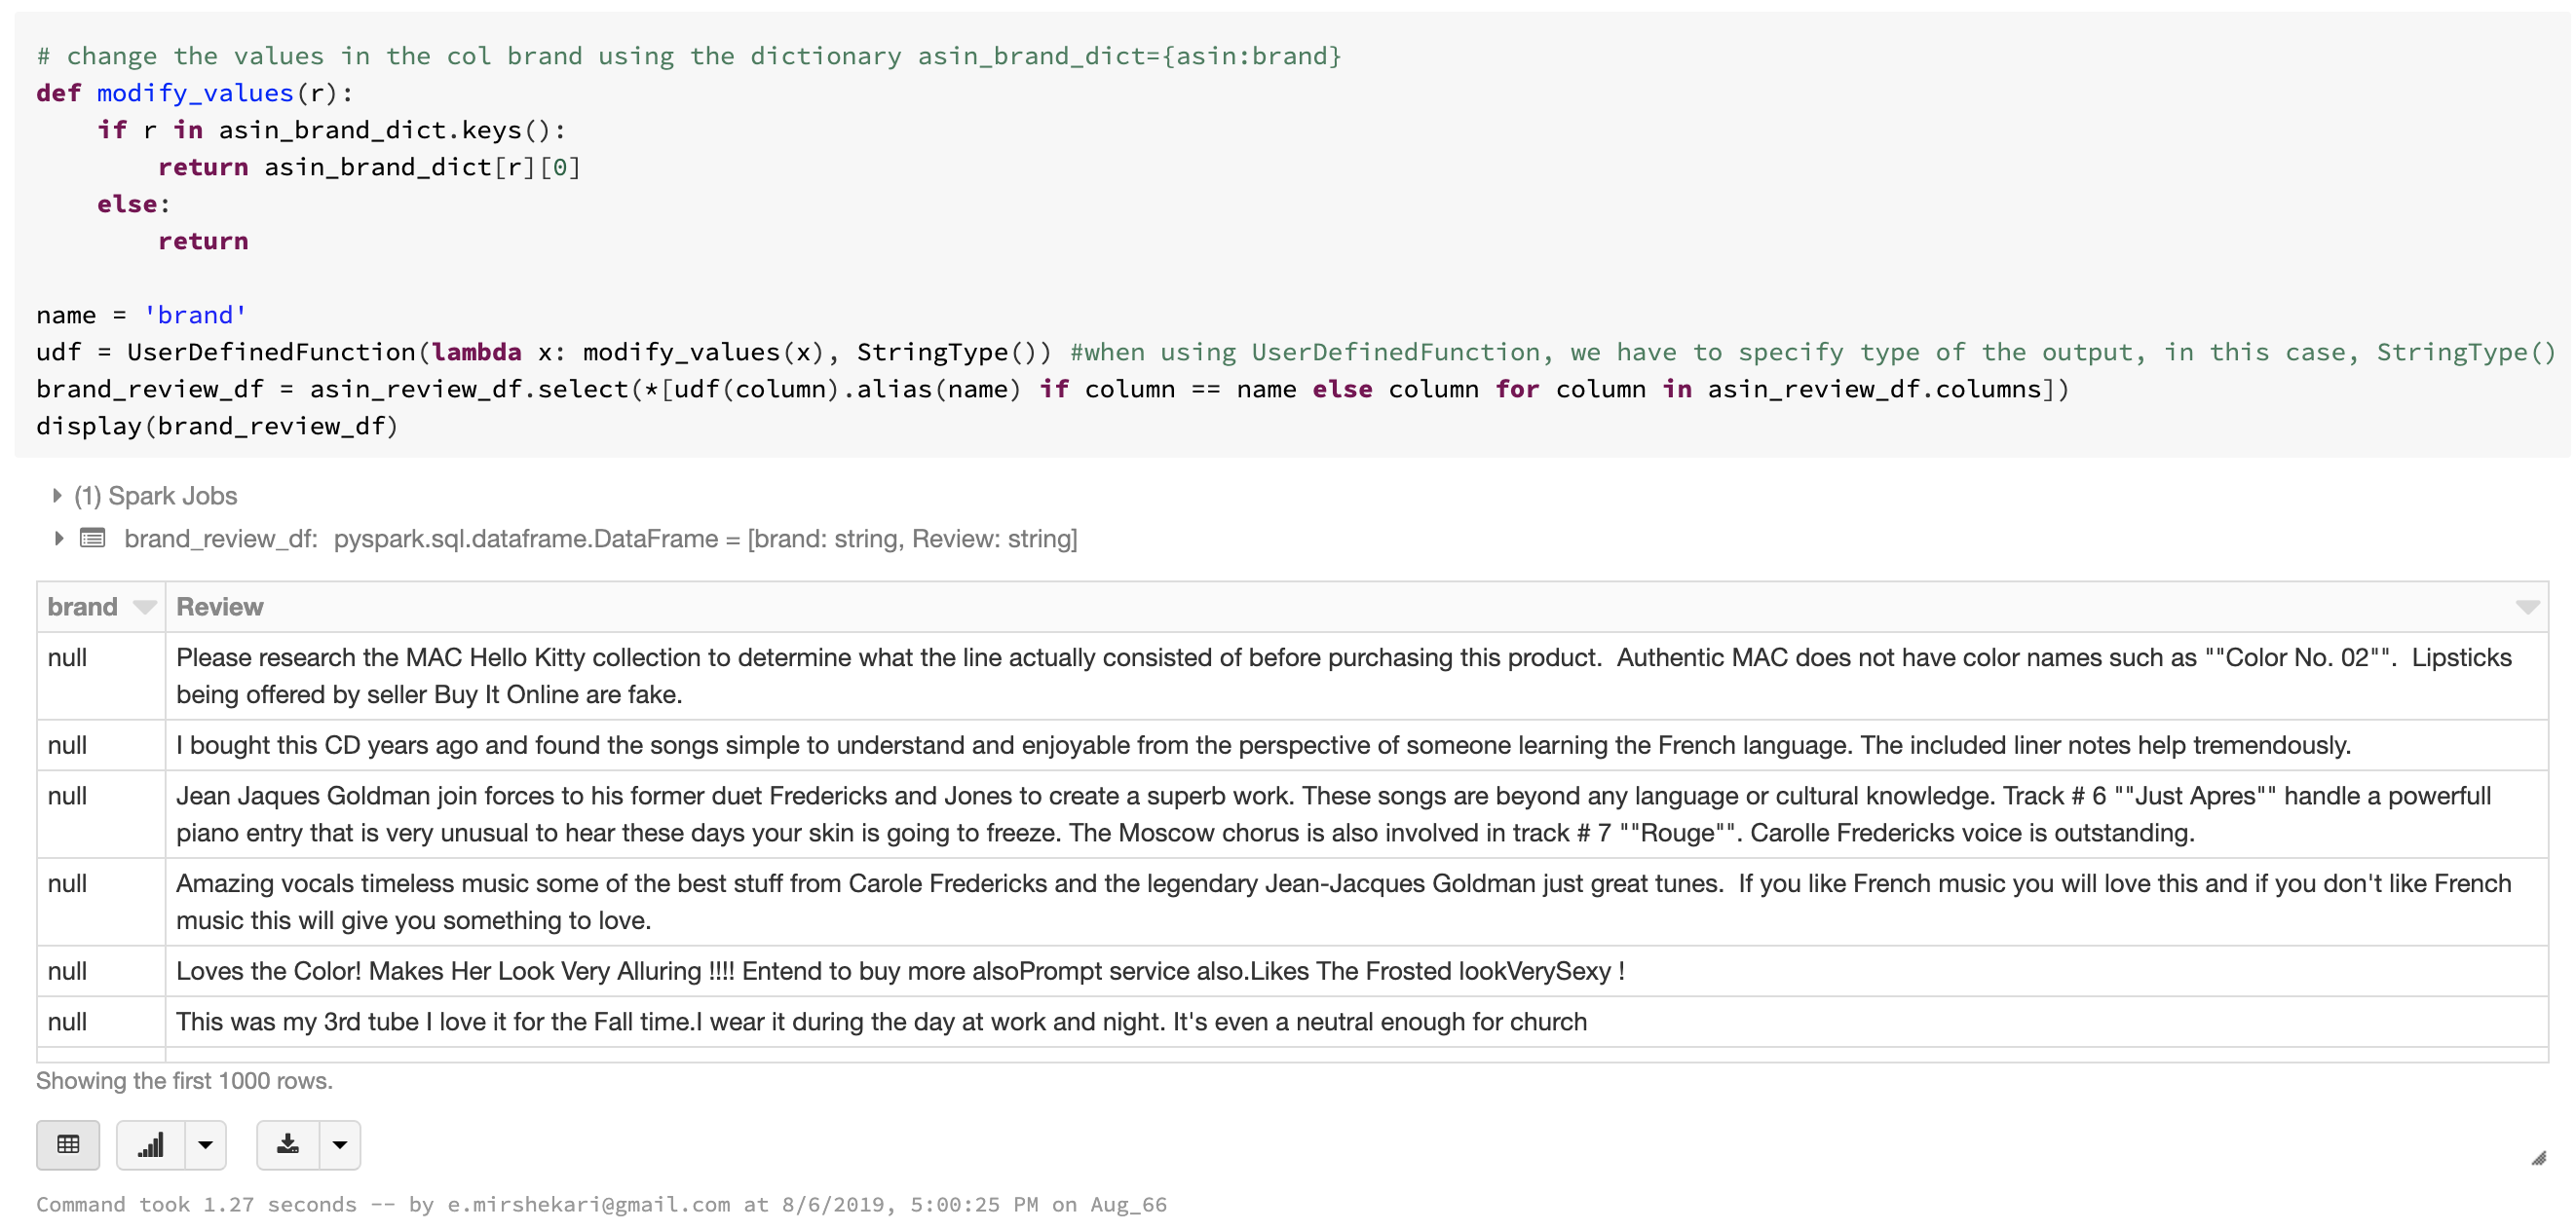 # change the values in the col brand using the dictionary asin_brand_dict={asin:brand}
def modify_values(r):
    if r in asin_brand_dict.keys():
        return asin_brand_dict[r][0]
    else:
        return
name = 'brand'
udf = UserDefinedFunction(lambda x: modify_values(x), StringType()) #when using UserDefinedFunction, we have to specify type of the output, in this case, StringType()
brand_review_df = asin_review_df.select(*[udf(column).alias(name) if column == name else column for column in asin_review_df.columns])
display(brand_review_df)
(1) Spark Jobs
brand_review_df: pyspark.sql.dataframe.DataFrame = [brand: string, Review: string]
brand Review
null Please research the MAC Hello Kitty collection to determine what the line actually consisted of before purchasing this product.  Authentic MAC does not have color names such as ""Color No. 02"".  Lipsticks
being offered by seller Buy It Online are fake.
null I bought this CD years ago and found the songs simple to understand and enjoyable from the perspective of someone learning the French language. The included liner notes help tremendously.
null Jean Jaques Goldman join forces to his former duet Fredericks and Jones to create a superb work. These songs are beyond any language or cultural knowledge. Track # 6 ""Just Apres"" handle a powerfull
piano entry that is very unusual to hear these days your skin is going to freeze. The Moscow chorus is also involved in track # 7 ""Rouge"". Carolle Fredericks voice is outstanding.
null Amazing vocals timeless music some of the best stuff from Carole Fredericks and the legendary Jean-Jacques Goldman just great tunes.  If you like French music you will love this and if you don't like French
music this will give you something to love.
null Loves the Color! Makes Her Look Very Alluring !!!! Entend to buy more alsoPrompt service also.Likes The Frosted lookVerySexy !
null This was my 3rd tube I love it for the Fall time.I wear it during the day at work and night. It's even a neutral enough for church
Showing the first 1000 rows.
Command took 1.27 seconds -- by e.mirshekari@gmail.com at 8/6/2019, 5:00:25 PM on Aug_66